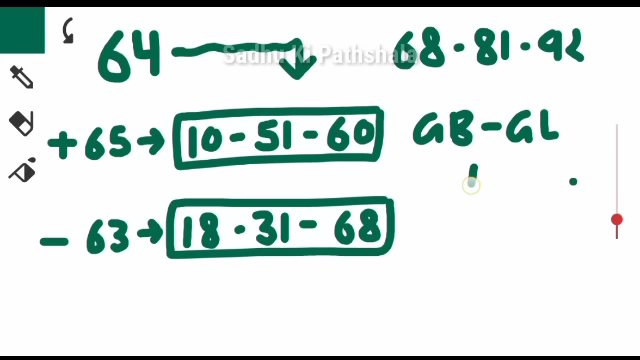 64 → 68 · 81 · 92
Sadhu Ki Pathshala
+ 65 → 10 - 51 - 60 GB - GL
- 63 → 18 · 31 - 68